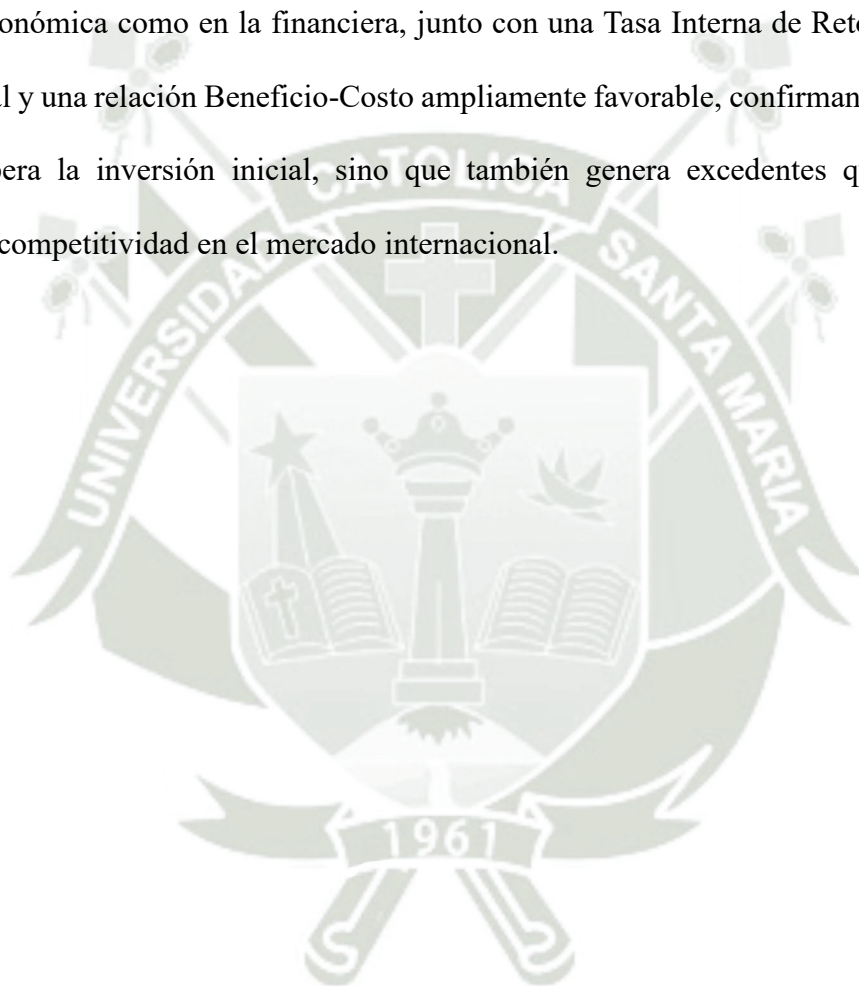 onómica como en la financiera, junto con una Tasa Interna de Reto
l y una relación Beneficio-Costo ampliamente favorable, confirman
era la inversión inicial, sino que también genera excedentes q
competitividad en el mercado internacional.
UNIVERSIDAD CATOLICA SANTA MARIA
1961